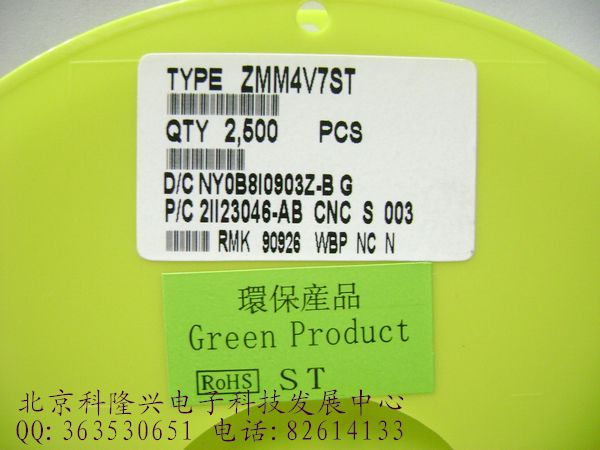 TYPE ZMM4V7ST
QTY 2,500 PCS
D/C NY0B8I0903Z-B G
P/C 2II23046-AB CNC S 003
RMK 90926 WBP NC N
環保産品
Green Product
RoHS ST
北京科隆兴电子科技发展中心
QQ:363530651 电话:82614133